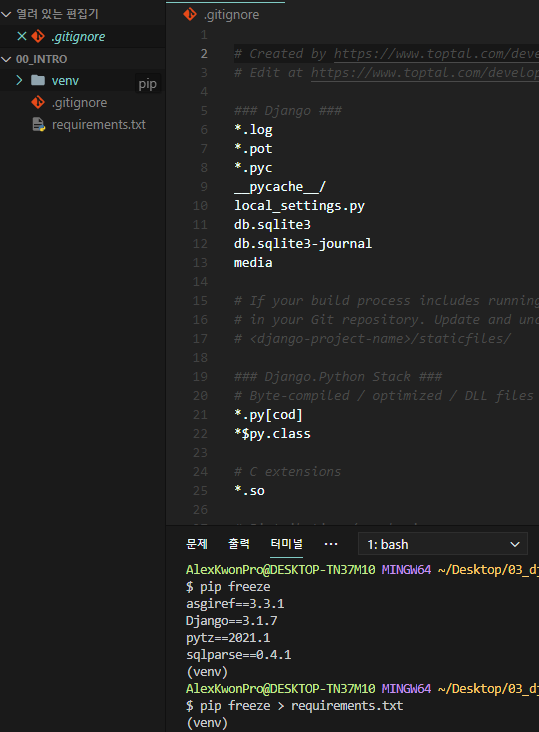 열려 있는 편집기
.gitignore
00_INTRO
venv
pip
.gitignore
requirements.txt
.gitignore
1
2 # Created by https://www.toptal.com/deve
3 # Edit at https://www.toptal.com/develop
4
5 ### Django ###
6 *.log
7 *.pot
8 *.pyc
9 __pycache__/
10 local_settings.py
11 db.sqlite3
12 db.sqlite3-journal
13 media
14
15 # If your build process includes running
16 # in your Git repository. Update and unc
17 # <django-project-name>/staticfiles/
18
19 ### Django.Python Stack ###
20 # Byte-compiled / optimized / DLL files
21 *.py[cod]
22 *$py.class
23
24 # C extensions
25 *.so
26
문제 출력 터미널 ··· 1: bash
AlexKwonPro@DESKTOP-TN37M10 MINGW64 ~/Desktop/03_dj
$ pip freeze
asgiref==3.3.1
Django==3.1.7
pytz==2021.1
sqlparse==0.4.1
(venv)
AlexKwonPro@DESKTOP-TN37M10 MINGW64 ~/Desktop/03_dj
$ pip freeze > requirements.txt
(venv)